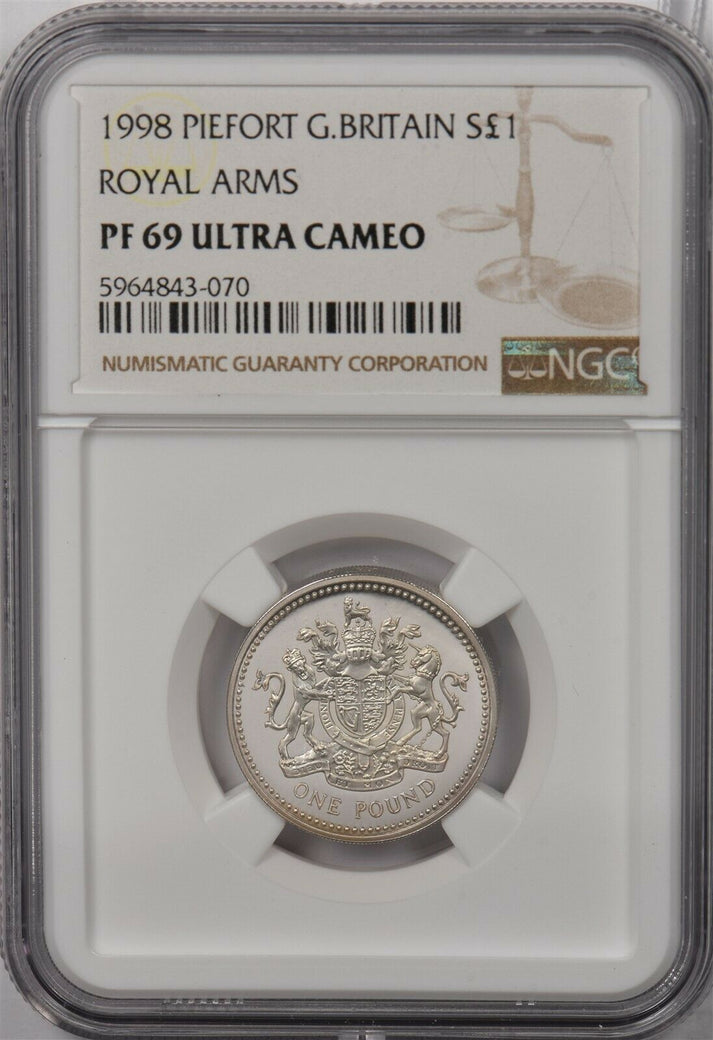 1998 PIEFORT G.BRITAIN S£1
ROYAL ARMS
PF 69 ULTRA CAMEO
5964843-070
NUMISMATIC GUARANTY CORPORATION
NGC
ONE POUND